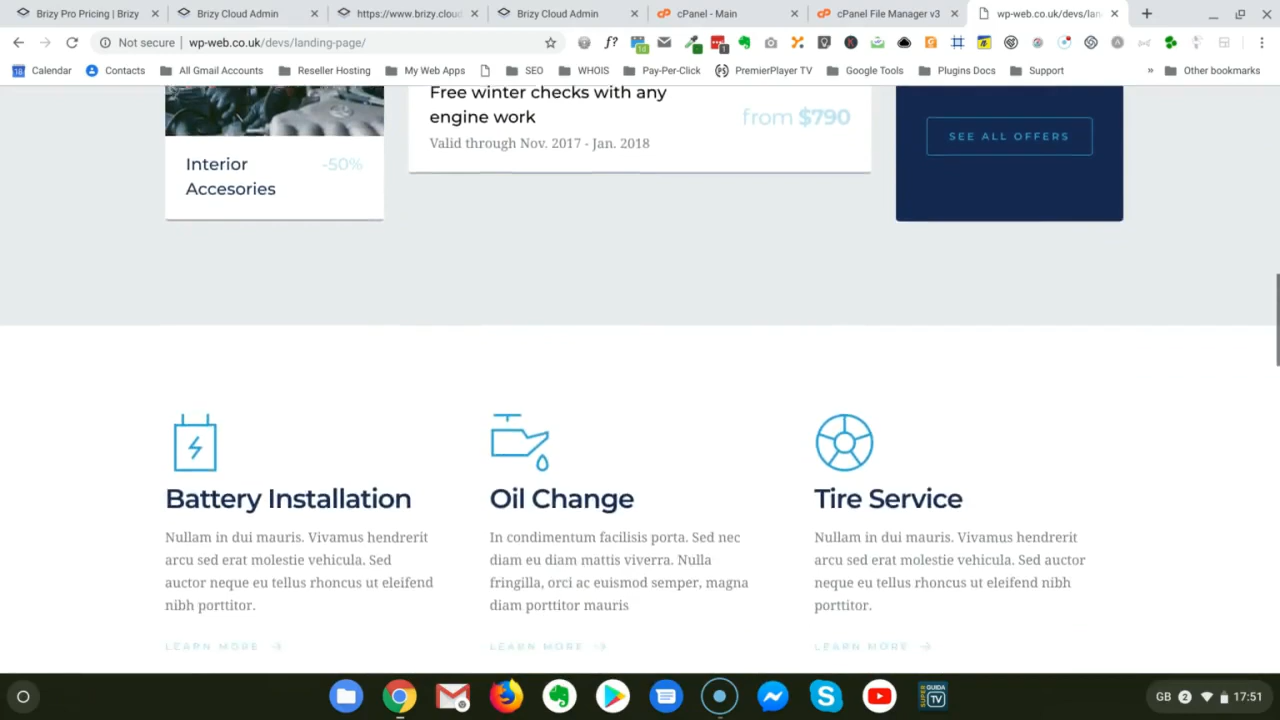 Brizy Pro Pricing | Brizy
Brizy Cloud Admin
https://www.brizy.cloud
Brizy Cloud Admin
cPanel - Main
cPanel File Manager v3
wp-web.co.uk/devs/lan
Not secure | wp-web.co.uk/devs/landing-page/
Calendar
Contacts
All Gmail Accounts
Reseller Hosting
My Web Apps
SEO
WHOIS
Pay-Per-Click
PremierPlayer TV
Google Tools
Plugins Docs
Support
» Other bookmarks
Free winter checks with any
engine work
from $790
Valid through Nov. 2017 - Jan. 2018
SEE ALL OFFERS
Interior
Accesories
-50%
Battery Installation
Nullam in dui mauris. Vivamus hendrerit
arcu sed erat molestie vehicula. Sed
auctor neque eu tellus rhoncus ut eleifend
nibh porttitor.
LEARN MORE
Oil Change
In condimentum facilisis porta. Sed nec
diam eu diam mattis viverra. Nulla
fringilla, orci ac euismod semper, magna
diam porttitor mauris
LEARN MORE
Tire Service
Nullam in dui mauris. Vivamus hendrerit
arcu sed erat molestie vehicula. Sed auctor
neque eu tellus rhoncus ut eleifend nibh
porttitor.
LEARN MORE
SUPER GUIDA TV
GB 2 17:51